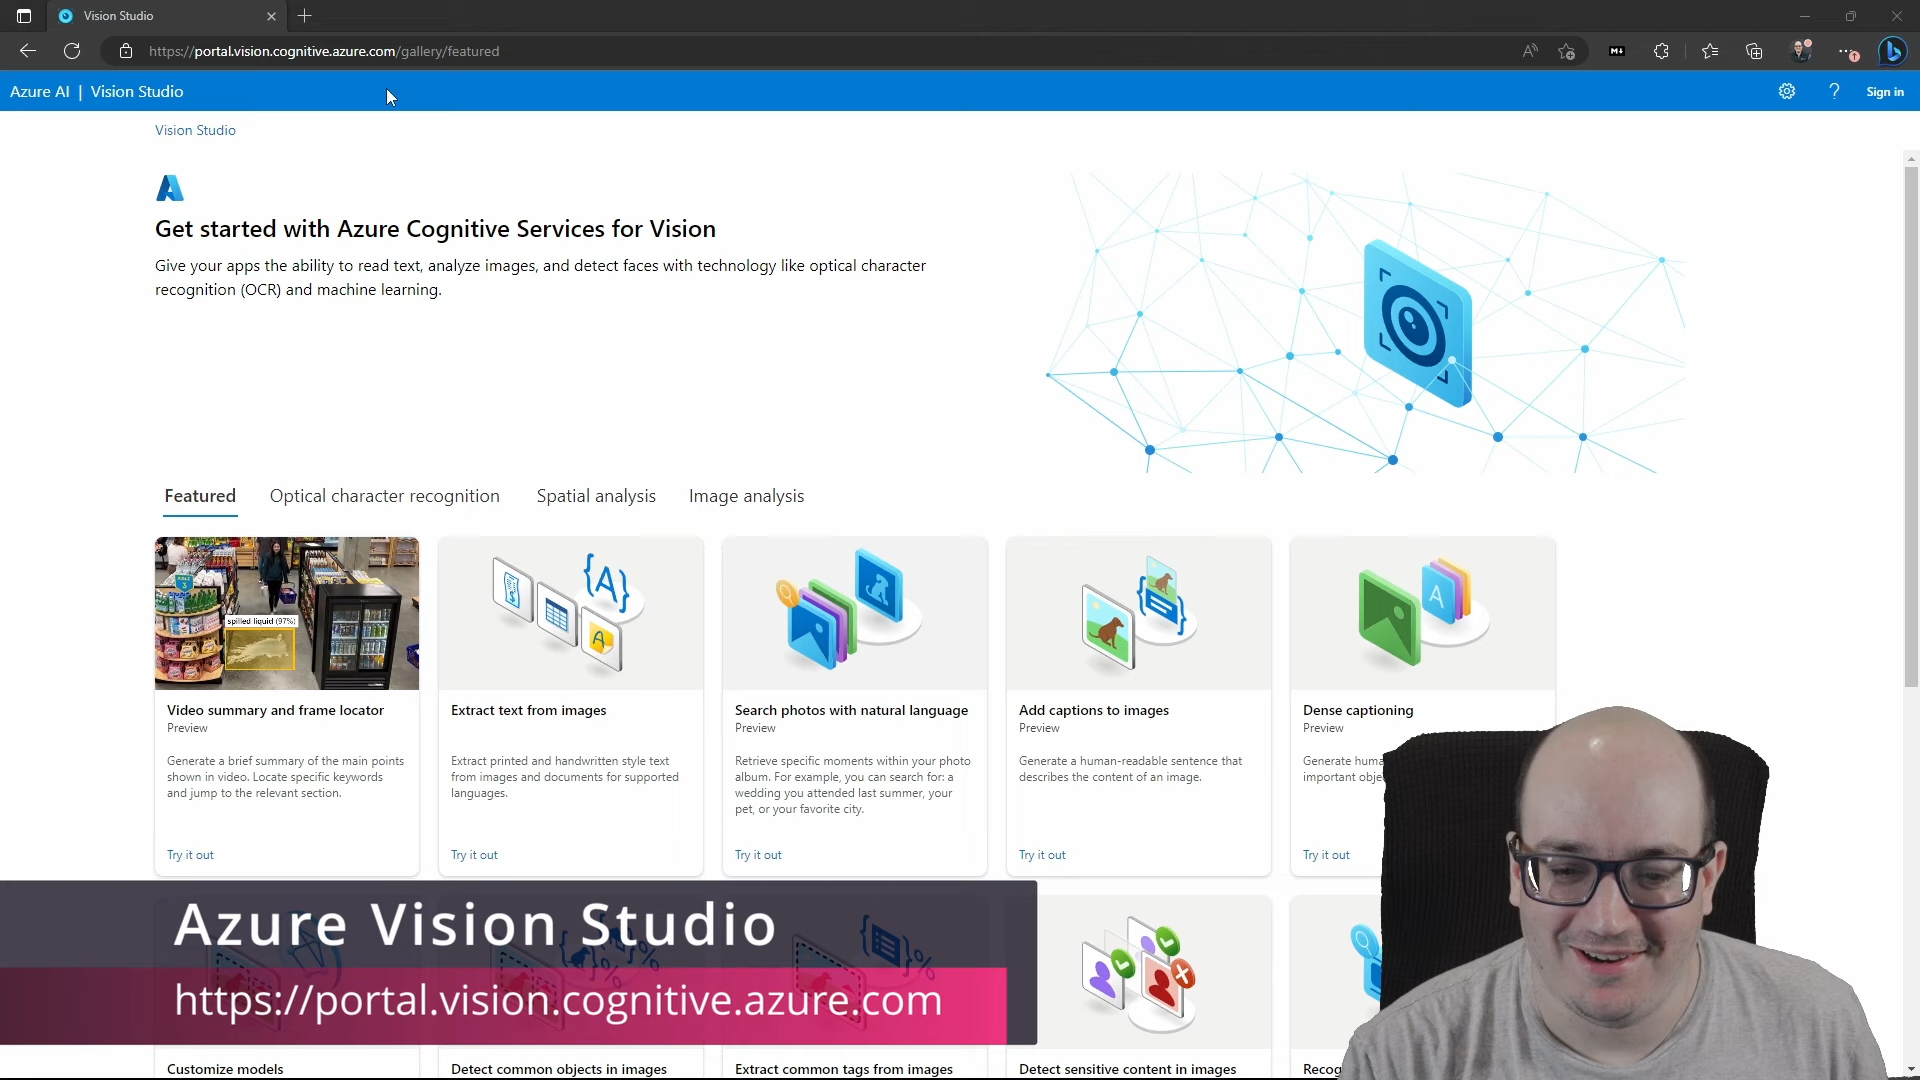 Vision Studio
https://portal.vision.cognitive.azure.com/gallery/featured
Azure AI | Vision Studio
? Sign in
Vision Studio
Get started with Azure Cognitive Services for Vision
Give your apps the ability to read text, analyze images, and detect faces with technology like optical character
recognition (OCR) and machine learning.
Featured Optical character recognition Spatial analysis Image analysis
spilled liquid (97%)
Video summary and frame locator
Preview
Generate a brief summary of the main points
shown in video. Locate specific keywords
and jump to the relevant section.
Try it out
{A}
A
Extract text from images
Extract printed and handwritten style text
from images and documents for supported
languages.
Try it out
Search photos with natural language
Preview
Retrieve specific moments within your photo
album. For example, you can search for: a
wedding you attended last summer, your
pet, or your favorite city.
Try it out
Add captions to images
Preview
Generate a human-readable sentence that
describes the content of an image.
Try it out
A
Dense captioning
Preview
Generate
important
Try it out
Azure Vision Studio
https://portal.vision.cognitive.azure.com
Customize models
Detect common objects in images
Extract common tags from images
Detect sensitive content in images